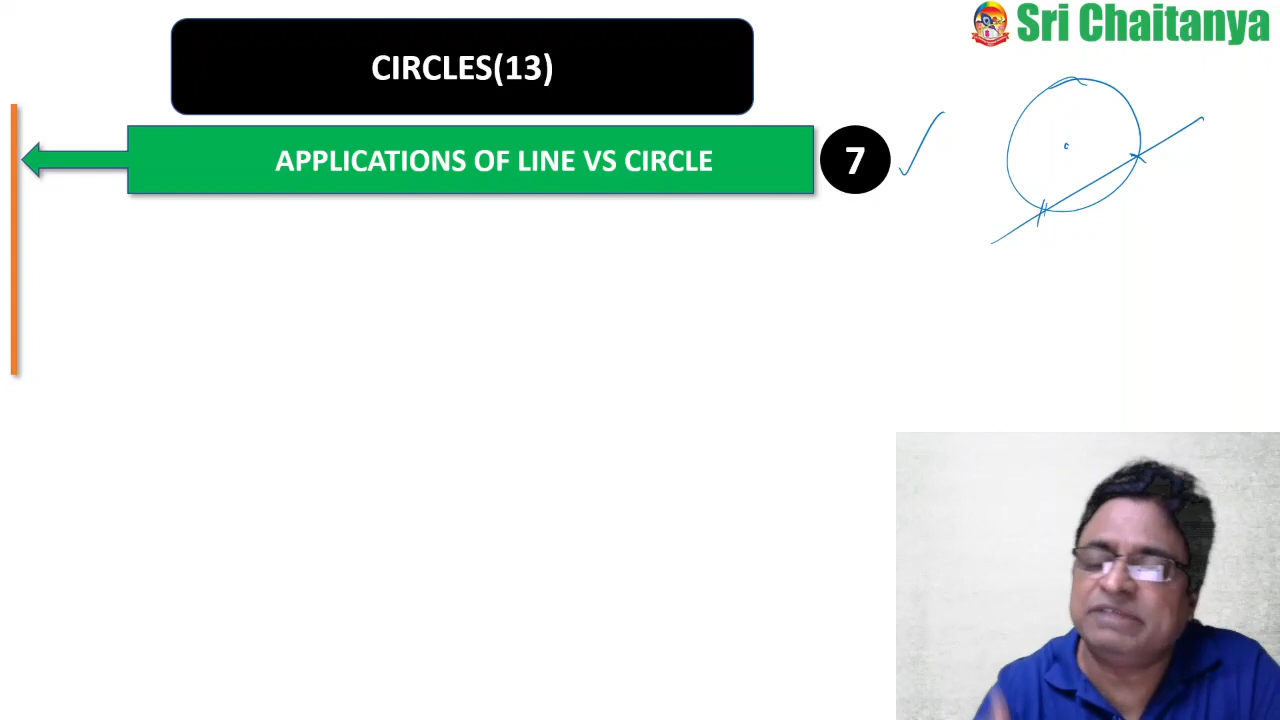 Sri Chaitanya
CIRCLES(13)
APPLICATIONS OF LINE VS CIRCLE
7